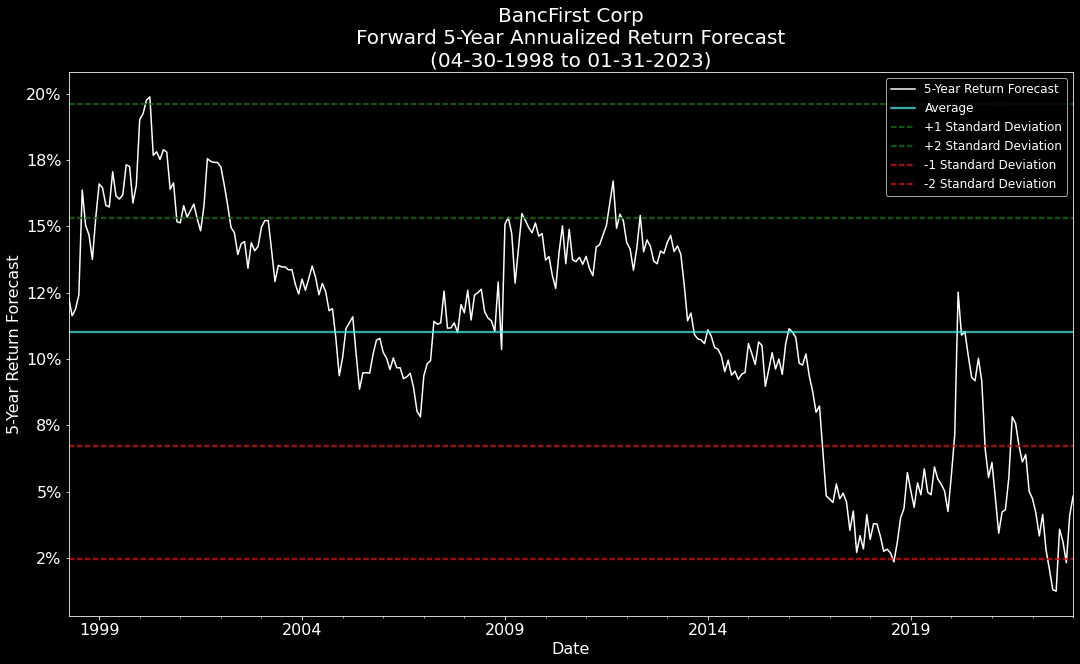 BancFirst Corp
Forward 5-Year Annualized Return Forecast
(04-30-1998 to 01-31-2023)
5-Year Return Forecast
20%
18%
15%
12%
10%
8%
5%
2%
5-Year Return Forecast
Average
+1 Standard Deviation
+2 Standard Deviation
-1 Standard Deviation
-2 Standard Deviation
1999
2004
2009
2014
2019
Date